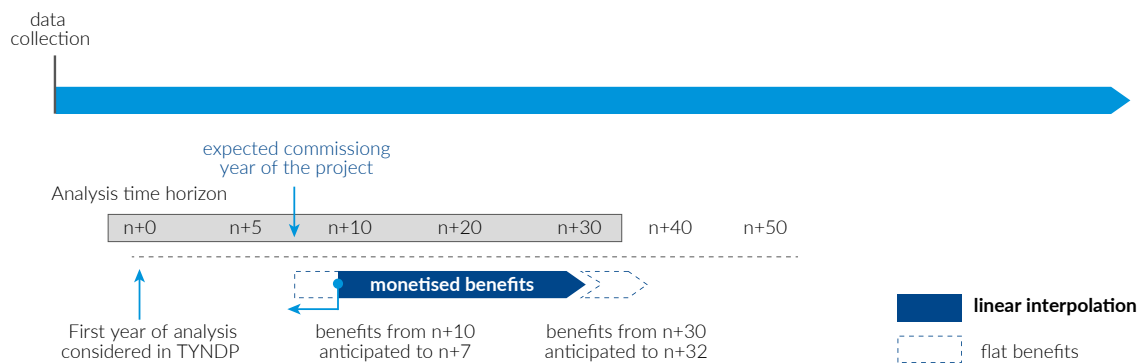 data
collection
expected commissiong
year of the project
Analysis time horizon
n+0 n+5 n+10 n+20 n+30 n+40 n+50
monetised benefits
linear interpolation
First year of analysis
considered in TYNDP
benefits from n+10
anticipated to n+7
benefits from n+30
anticipated to n+32
flat benefits